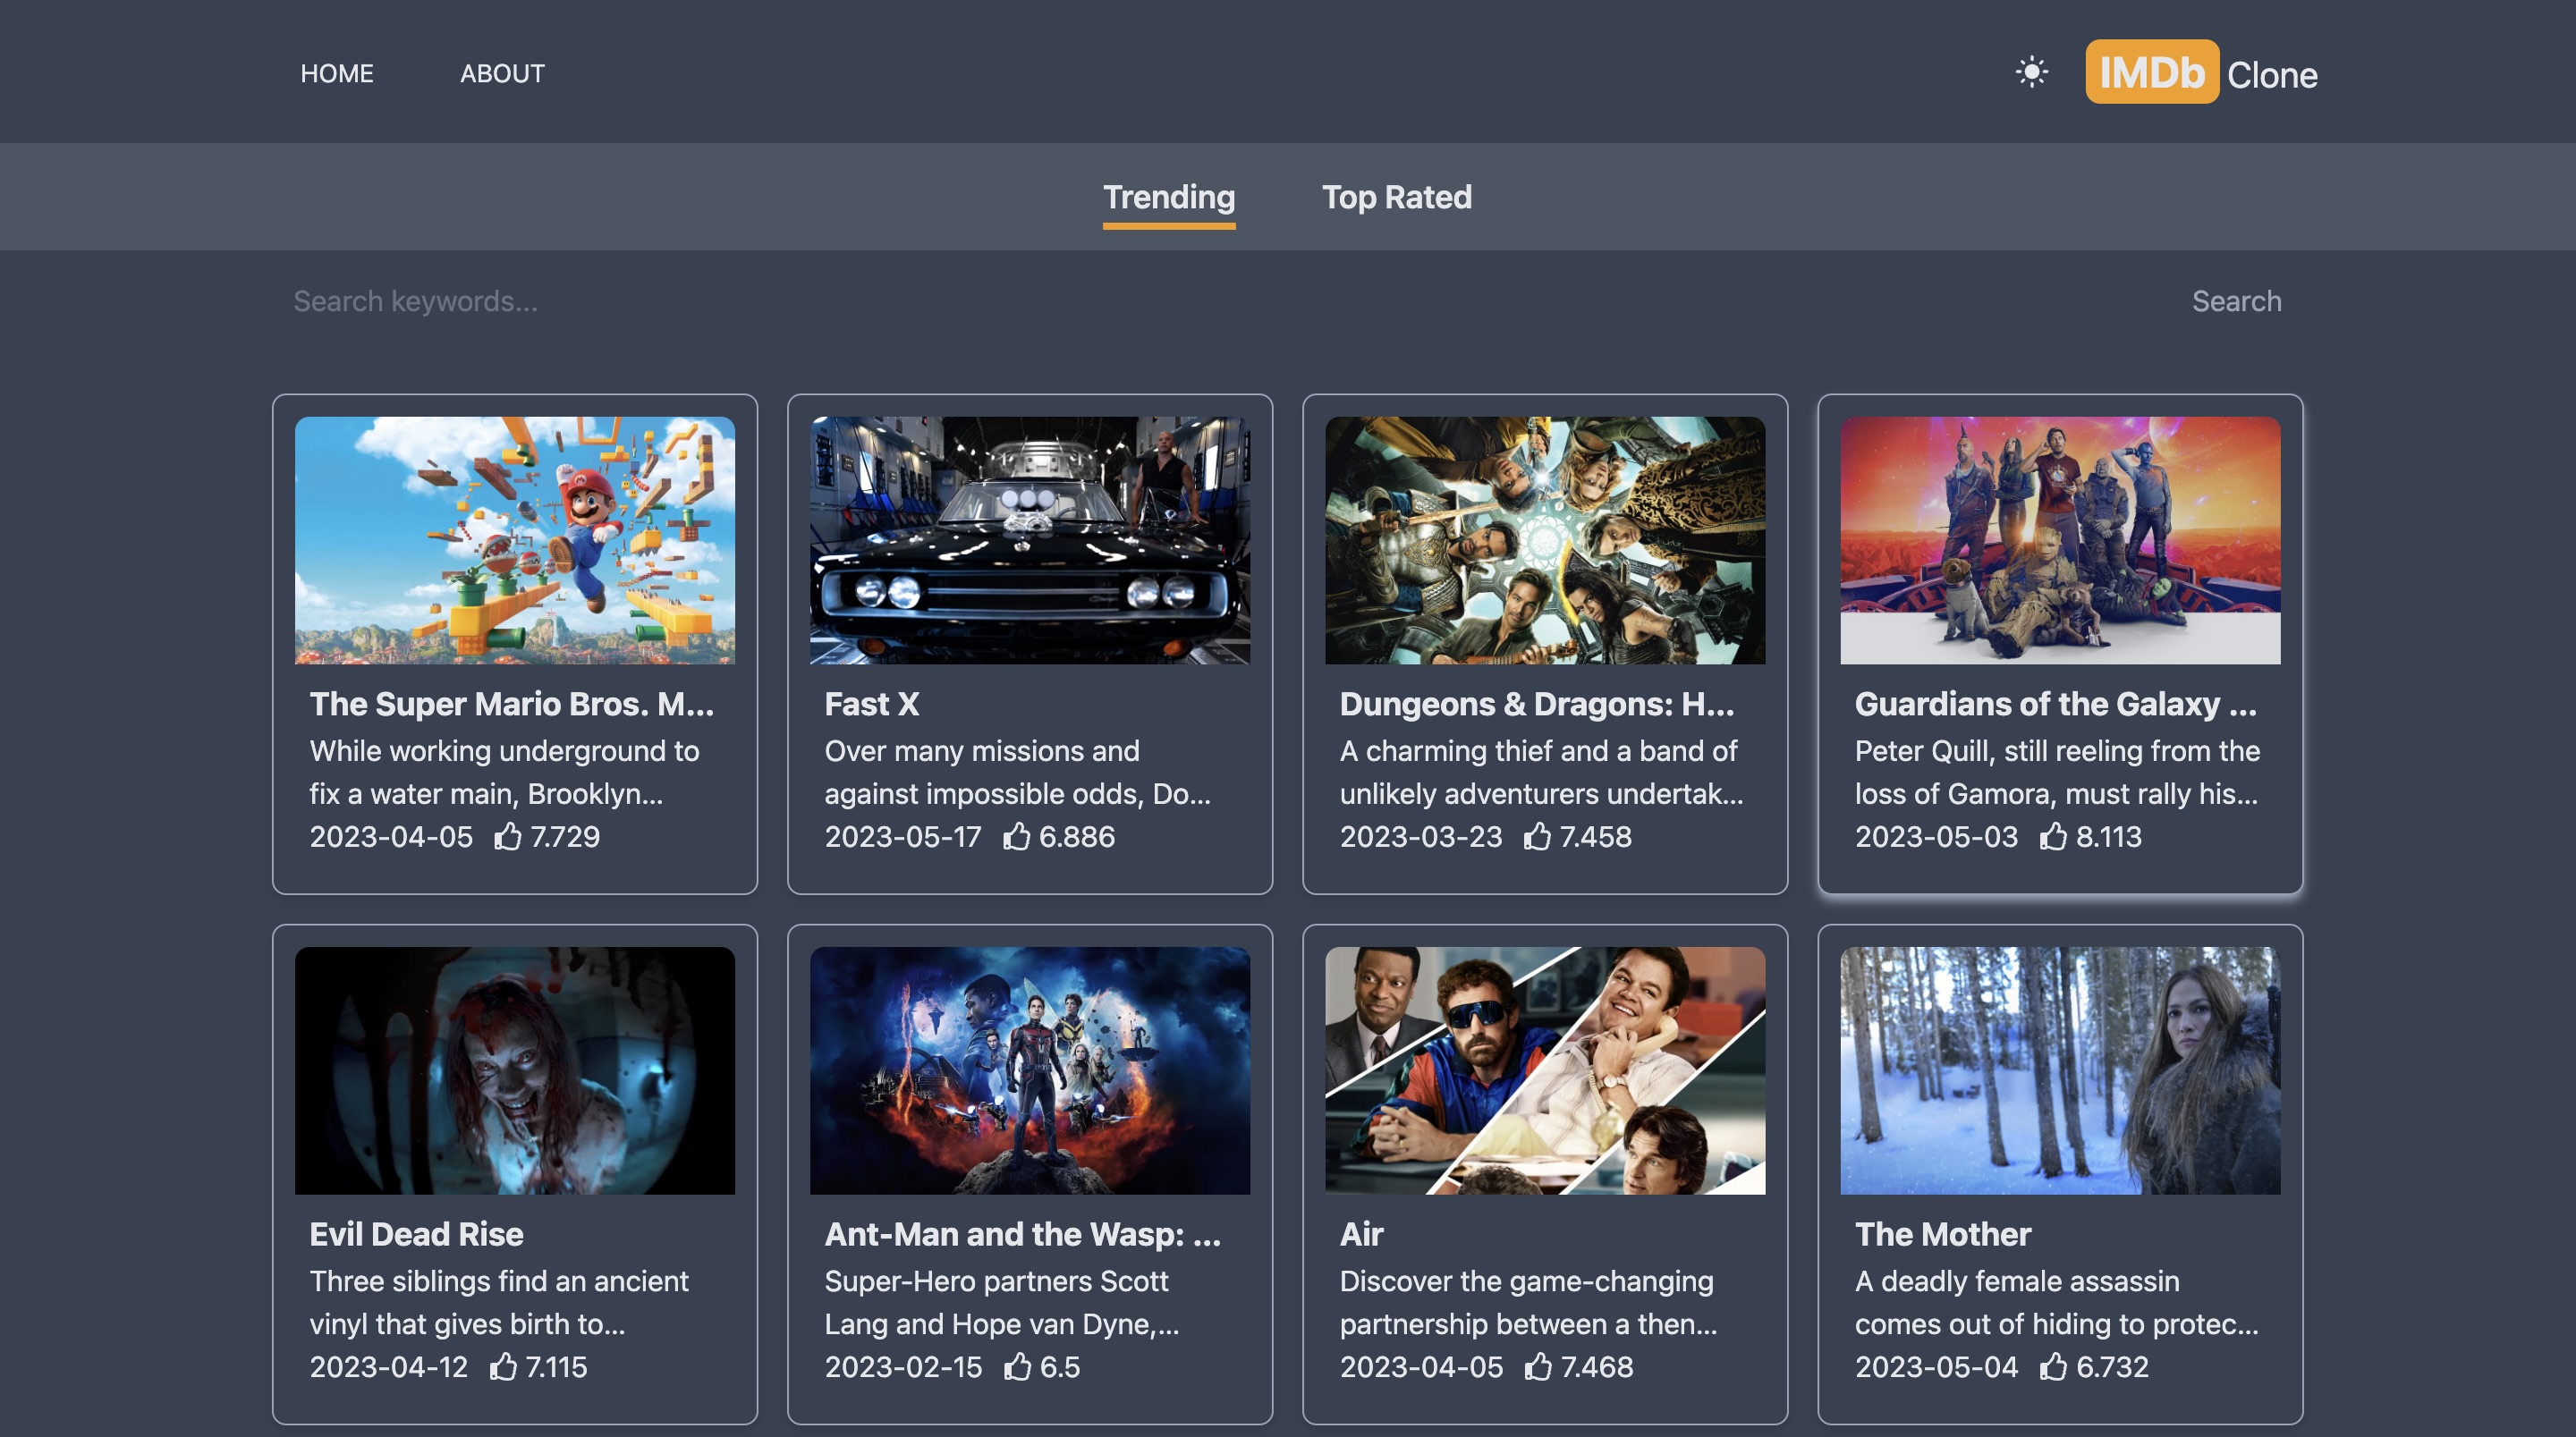 HOME ABOUT IMDb Clone
Trending Top Rated
Search keywords... Search
The Super Mario Bros. M...
While working underground to
fix a water main, Brooklyn...
2023-04-05 7.729
Fast X
Over many missions and
against impossible odds, Do...
2023-05-17 6.886
Dungeons & Dragons: H...
A charming thief and a band of
unlikely adventurers undertak...
2023-03-23 7.458
Guardians of the Galaxy ...
Peter Quill, still reeling from the
loss of Gamora, must rally his...
2023-05-03 8.113
Evil Dead Rise
Three siblings find an ancient
vinyl that gives birth to...
2023-04-12 7.115
Ant-Man and the Wasp: ...
Super-Hero partners Scott
Lang and Hope van Dyne,...
2023-02-15 6.5
Air
Discover the game-changing
partnership between a then...
2023-04-05 7.468
The Mother
A deadly female assassin
comes out of hiding to protec...
2023-05-04 6.732